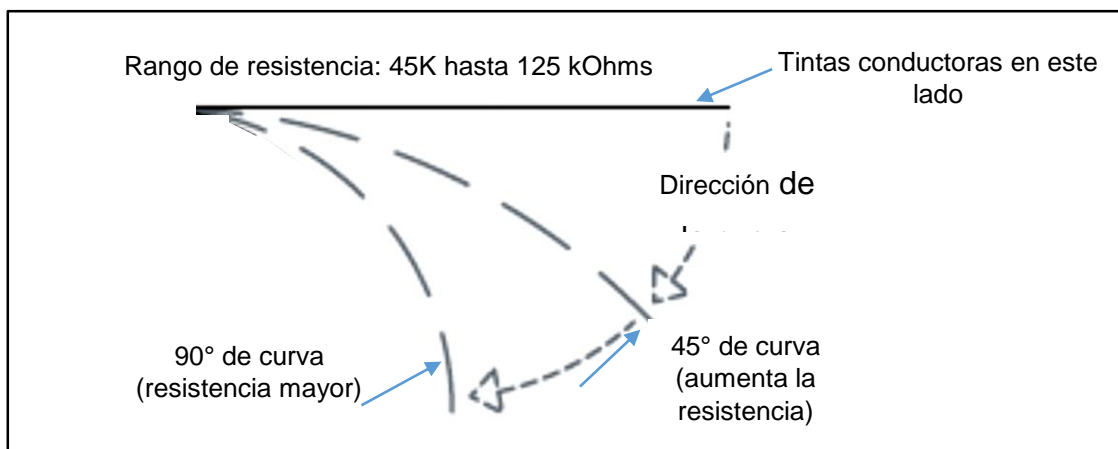 Rango de resistencia: 45K hasta 125 kOhms
Tintas conductoras en este
lado
Dirección de
90° de curva
(resistencia mayor)
45° de curva
(aumenta la
resistencia)